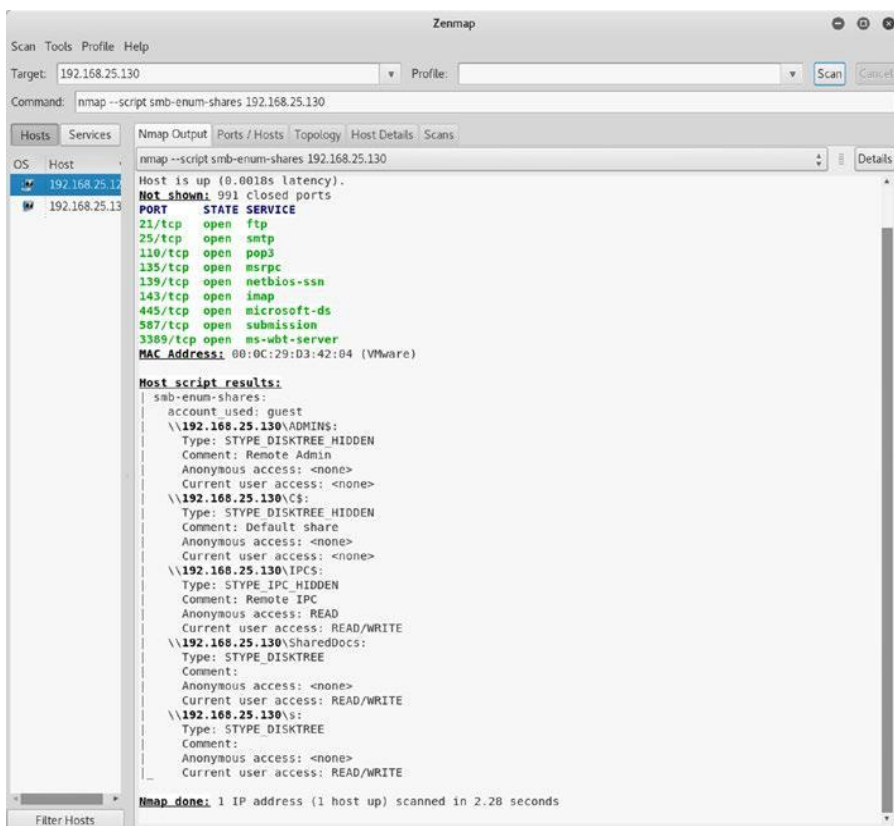 Zenmap
Scan Tools Profile Help
Target: 192.168.25.130 Profile: Scan Cancel
Command: nmap --script smb-enum-shares 192.168.25.130
Hosts Services
Nmap Output Ports / Hosts Topology Host Details Scans
OS Host
nmap --script smb-enum-shares 192.168.25.130 Details
192.168.25.12
192.168.25.13
Host is up (0.0018s latency).
Not shown: 991 closed ports
PORT STATE SERVICE
21/tcp open ftp
25/tcp open smtp
110/tcp open pop3
135/tcp open msrpc
139/tcp open netbios-ssn
143/tcp open imap
445/tcp open microsoft-ds
587/tcp open submission
3389/tcp open ms-wbt-server
MAC Address: 00:0C:29:D3:42:04 (VMware)
Host script results:
| smb-enum-shares:
| account_used: guest
| \\192.168.25.130\ADMIN$:
| Type: STYPE_DISKTREE_HIDDEN
| Comment: Remote Admin
| Anonymous access: <none>
| Current user access: <none>
| \\192.168.25.130\C$:
| Type: STYPE_DISKTREE_HIDDEN
| Comment: Default share
| Anonymous access: <none>
| Current user access: <none>
| \\192.168.25.130\IPC$:
| Type: STYPE_IPC_HIDDEN
| Comment: Remote IPC
| Anonymous access: READ
| Current user access: READ/WRITE
| \\192.168.25.130\SharedDocs:
| Type: STYPE_DISKTREE
| Comment:
| Anonymous access: <none>
| Current user access: READ/WRITE
| \\192.168.25.130\s:
| Type: STYPE_DISKTREE
| Comment:
| Anonymous access: <none>
|_ Current user access: READ/WRITE
Nmap done: 1 IP address (1 host up) scanned in 2.28 seconds
Filter Hosts